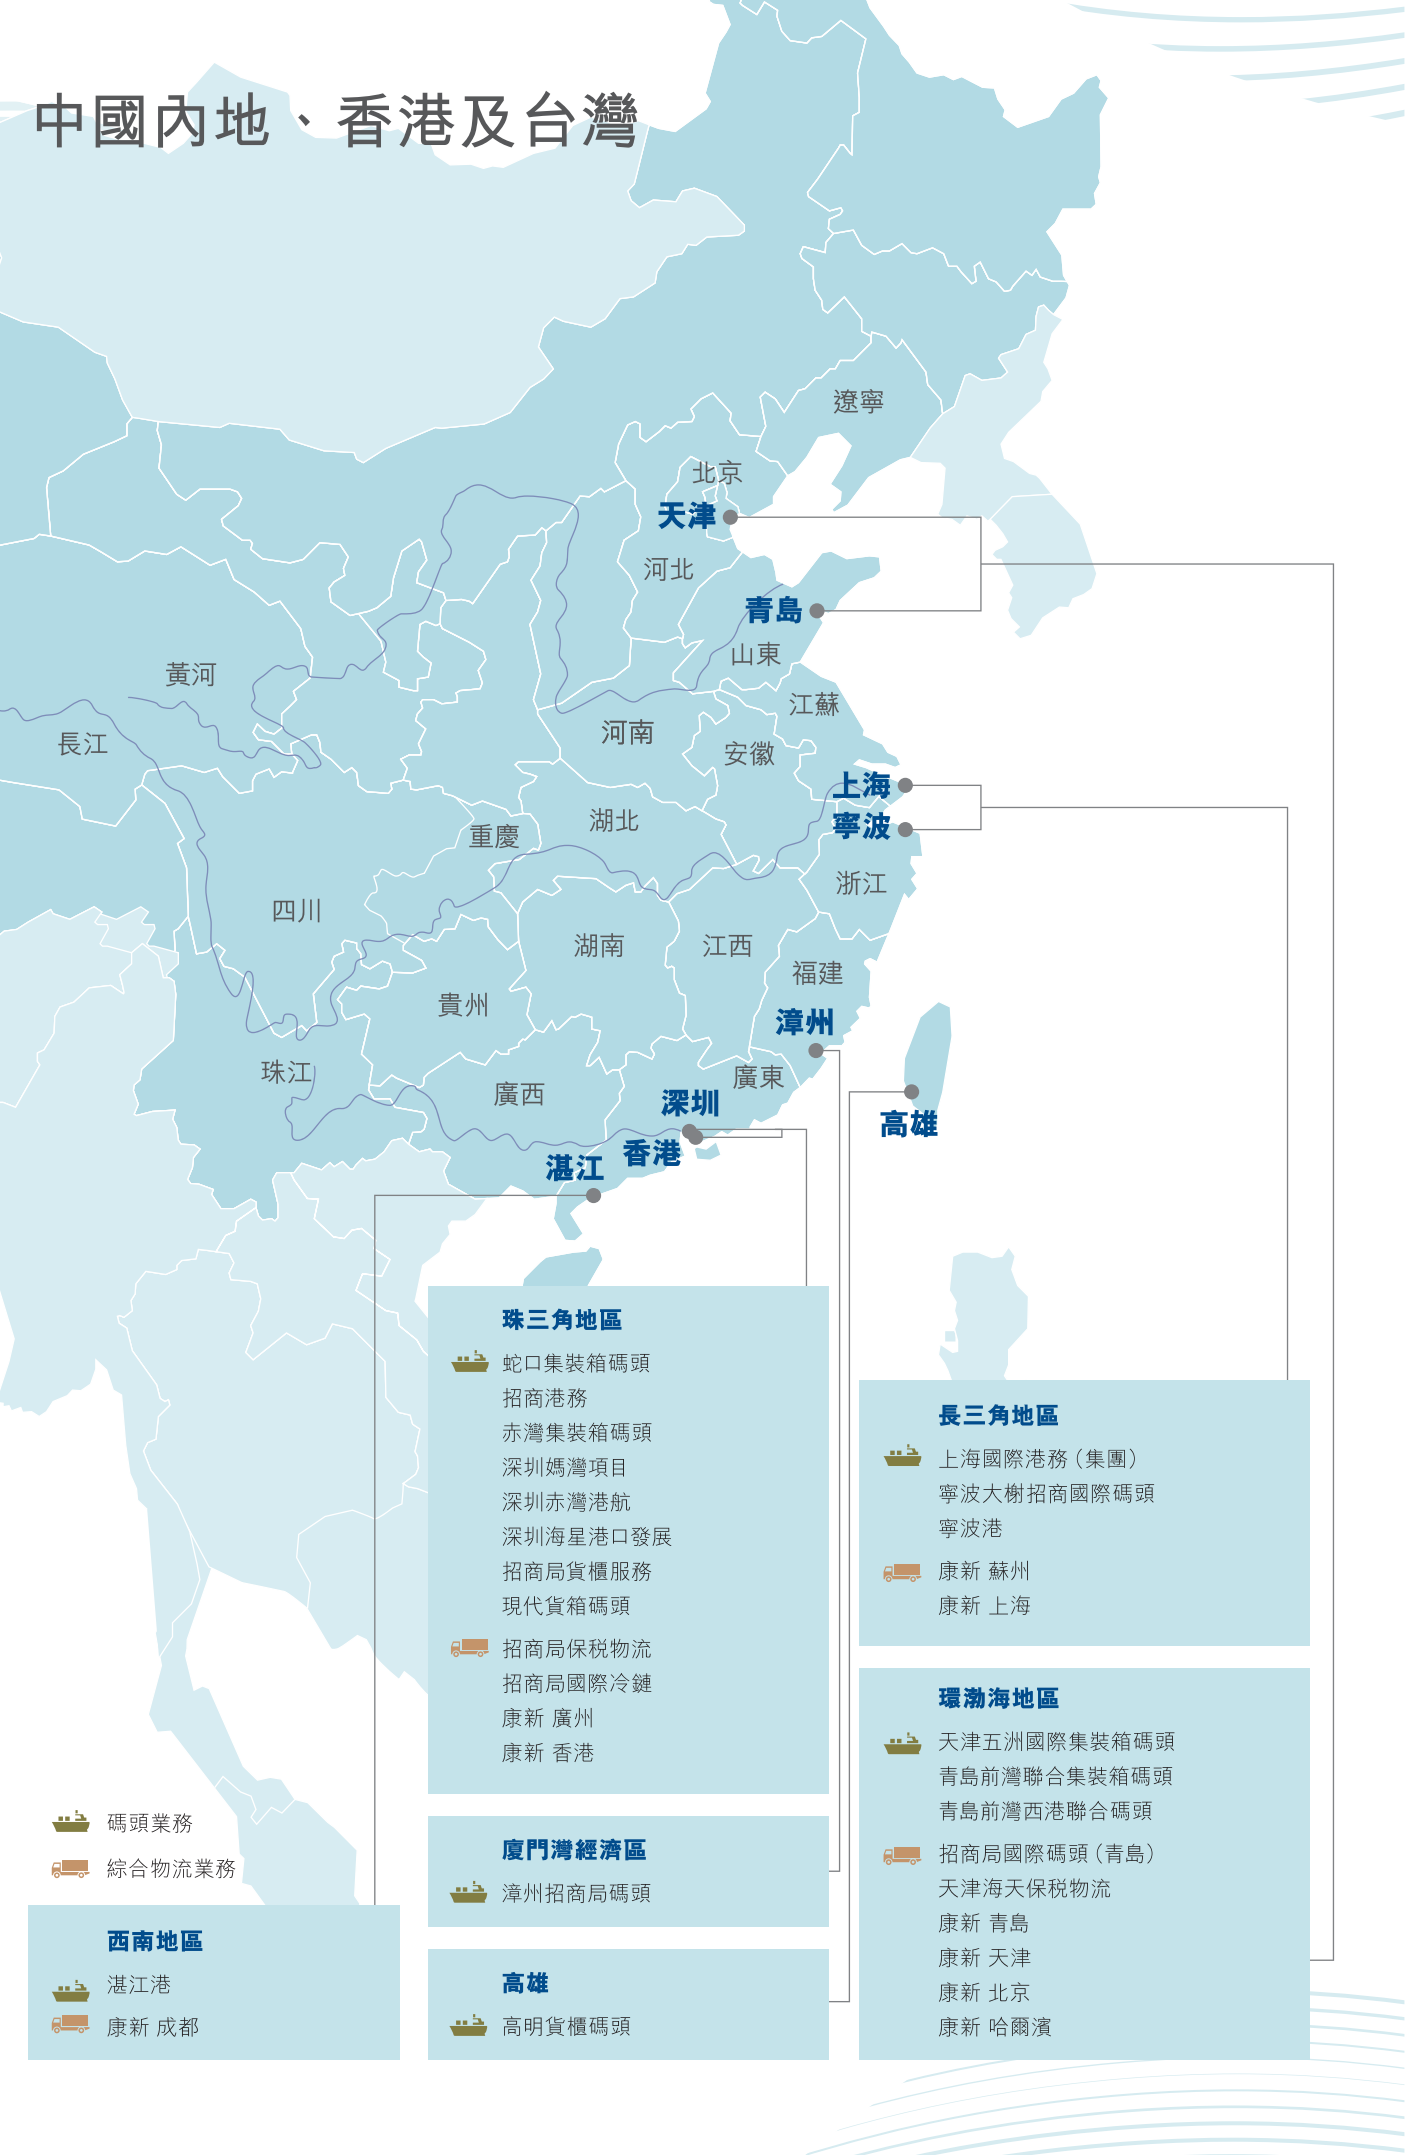 中國內地、香港及台灣
遼寧
北京
天津
河北
青島
山東
黃河
江蘇
河南
長江
安徽
上海
湖北
寧波
重慶
浙江
四川
湖南
江西
福建
貴州
漳州
珠江
廣東
廣西
深圳
高雄
香港
湛江
珠三角地區
蛇口集裝箱碼頭
招商港務
赤灣集裝箱碼頭
深圳媽灣項目
深圳赤灣港航
深圳海星港口發展
招商局貨櫃服務
現代貨箱碼頭
招商局保税物流
招商局國際冷鏈
康新 廣州
康新 香港
長三角地區
上海國際港務（集團）
寧波大榭招商國際碼頭
寧波港
康新 蘇州
康新 上海
環渤海地區
天津五洲國際集裝箱碼頭
青島前灣聯合集裝箱碼頭
青島前灣西港聯合碼頭
招商局國際碼頭（青島）
天津海天保税物流
康新 青島
康新 天津
康新 北京
康新 哈爾濱
碼頭業務
綜合物流業務
廈門灣經濟區
漳州招商局碼頭
西南地區
湛江港
康新 成都
高雄
高明貨櫃碼頭